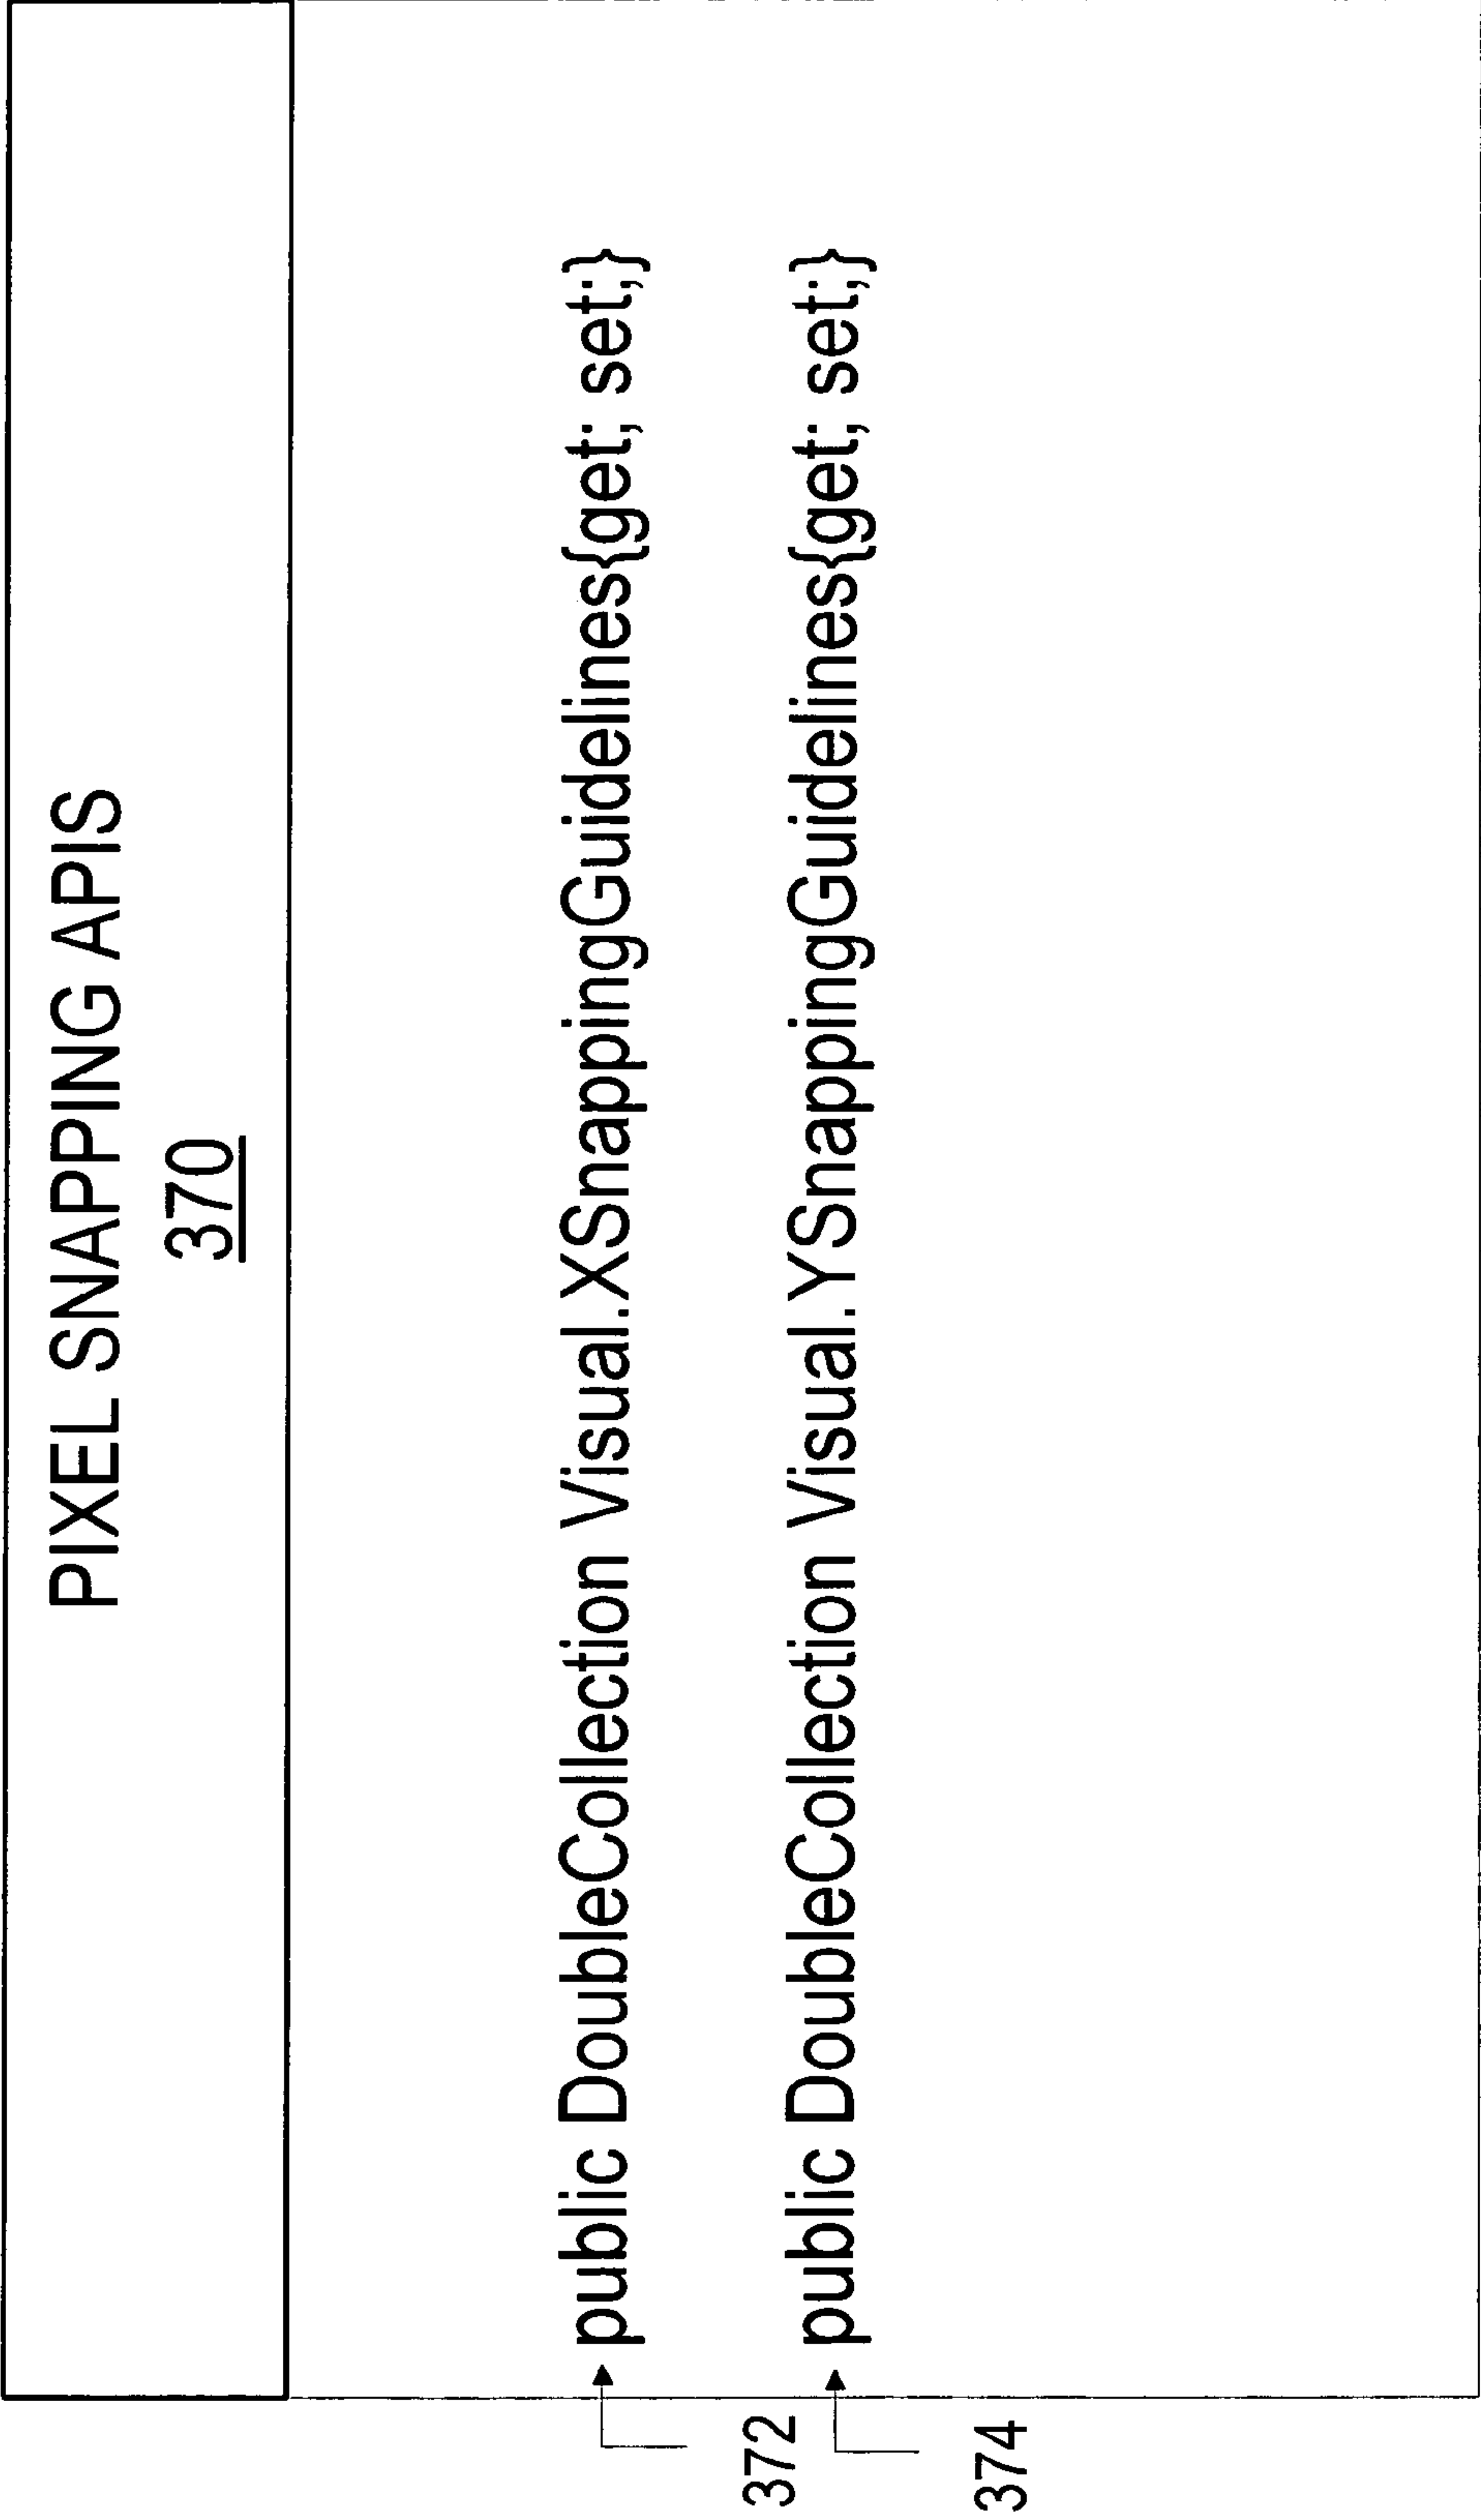 PIXEL SNAPPING APIS
370
public DoubleCollection Visual.XSnappingGuidelines{get; set;}
372
public DoubleCollection Visual.YSnappingGuidelines{get; set;}
374